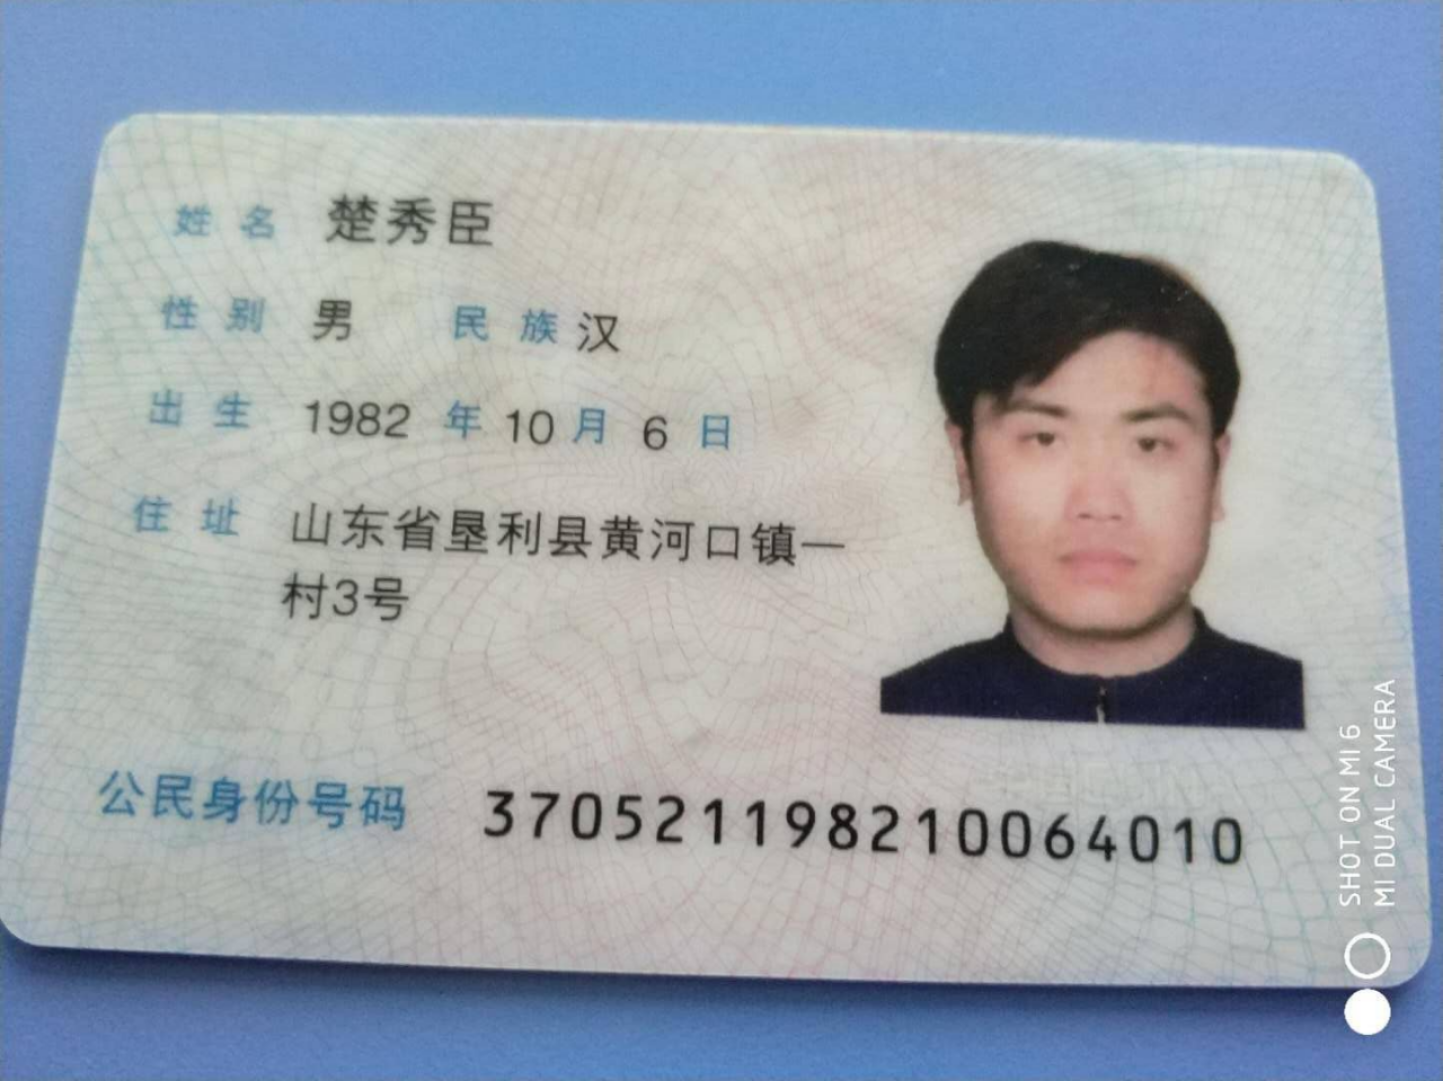 姓名 楚秀臣
性别 男 民族 汉
出生 1982 年 10 月 6 日
住址 山东省垦利县黄河口镇一
村3号
公民身份号码 370521198210064010
SHOT ON MI 6
MI DUAL CAMERA